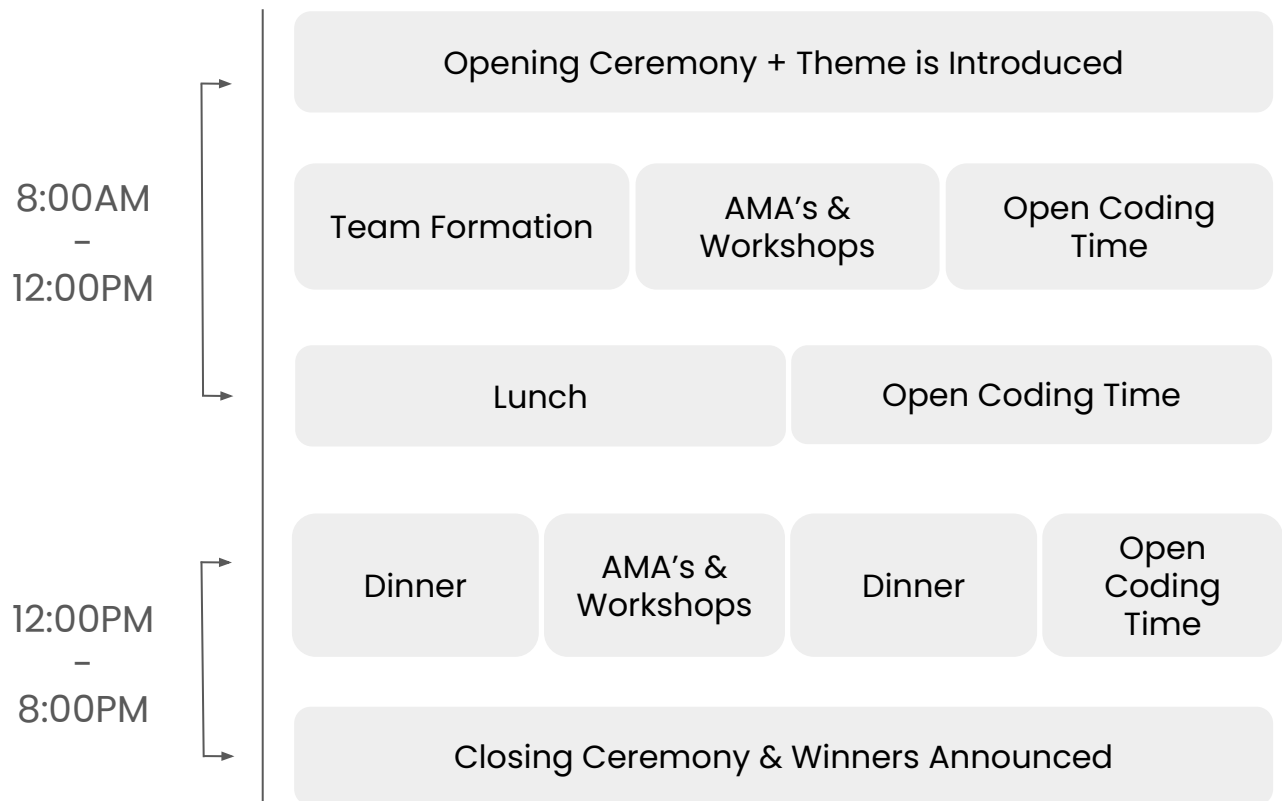 Opening Ceremony + Theme is Introduced
8:00AM
–
12:00PM
Team Formation
AMA’s &
Workshops
Open Coding
Time
Lunch
Open Coding Time
12:00PM
–
8:00PM
Dinner
AMA’s &
Workshops
Dinner
Open
Coding
Time
Closing Ceremony & Winners Announced